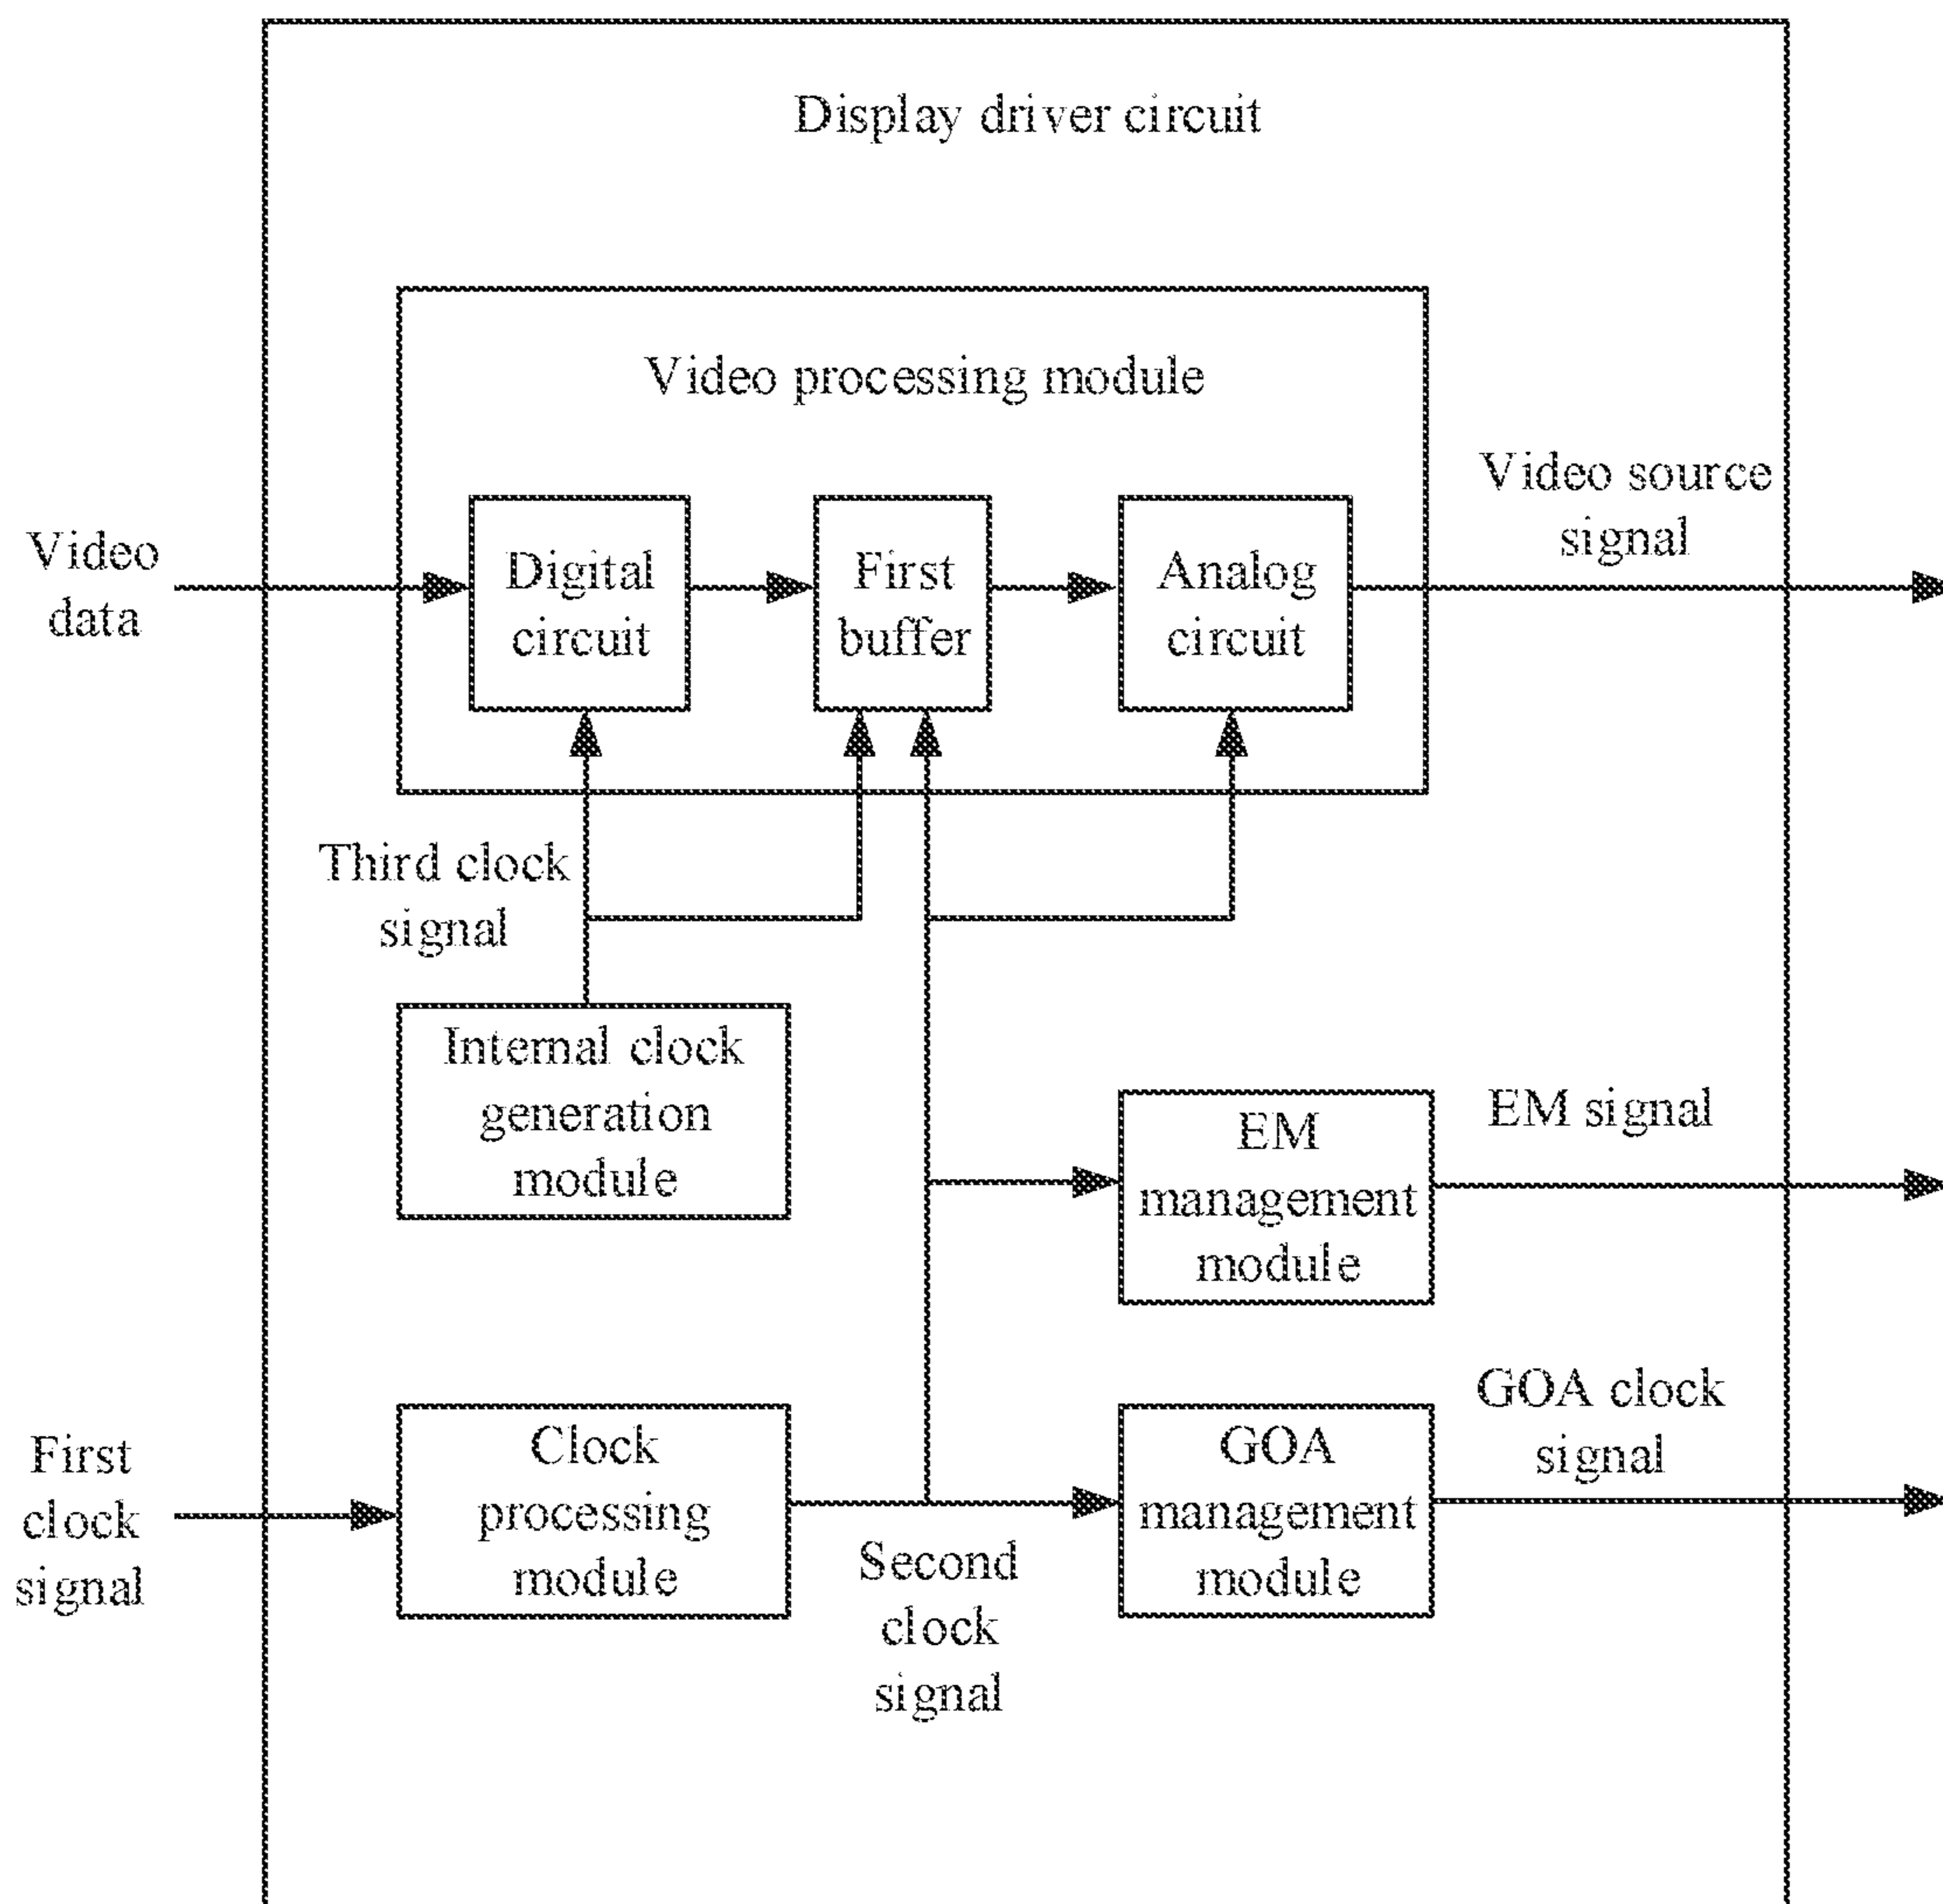 Display driver circuit
Video processing module
Video source
signal
Video
data
Digital
circuit
First
buffer
Analog
circuit
Third clock
signal
Internal clock
generation
module
EM
management
module
EM signal
First
clock
signal
Clock
processing
module
Second
clock
signal
GOA
management
module
GOA clock
signal